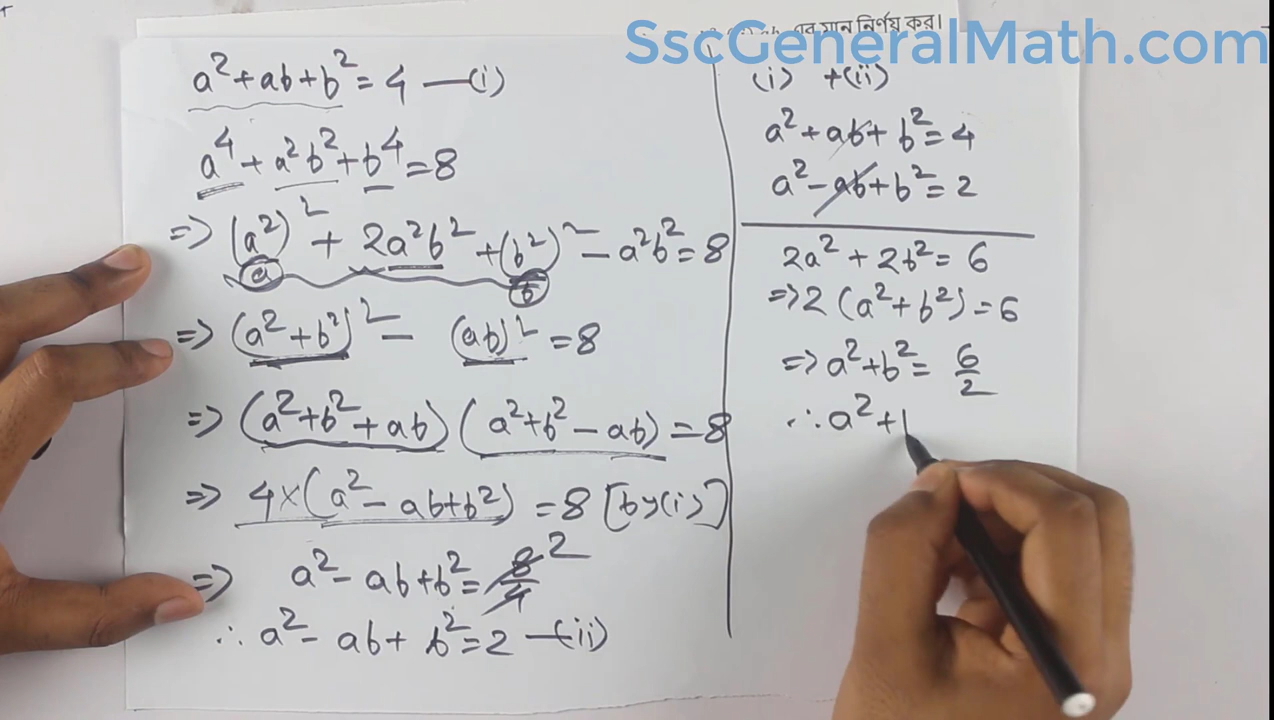 এর মান নির্ণয় কর।
SscGeneralMath.com
a²+ab+b²=4 —(i)
a⁴+a²b²+b⁴=8
=> (a²)²+2a²b²+(b²)²-a²b²=8
a b
=> (a²+b²)²- (ab)²=8
=> (a²+b²+ab)(a²+b²-ab)=8
=> 4×(a²-ab+b²)=8 [by(i)]
=> a²-ab+b²=8/4 2
∴ a²-ab+b²=2 —(ii)
(i) +(ii)
a²+ab+b²=4
a²-ab+b²=2
2a²+2b²=6
=>2(a²+b²)=6
=>a²+b²=6/2
∴a²+